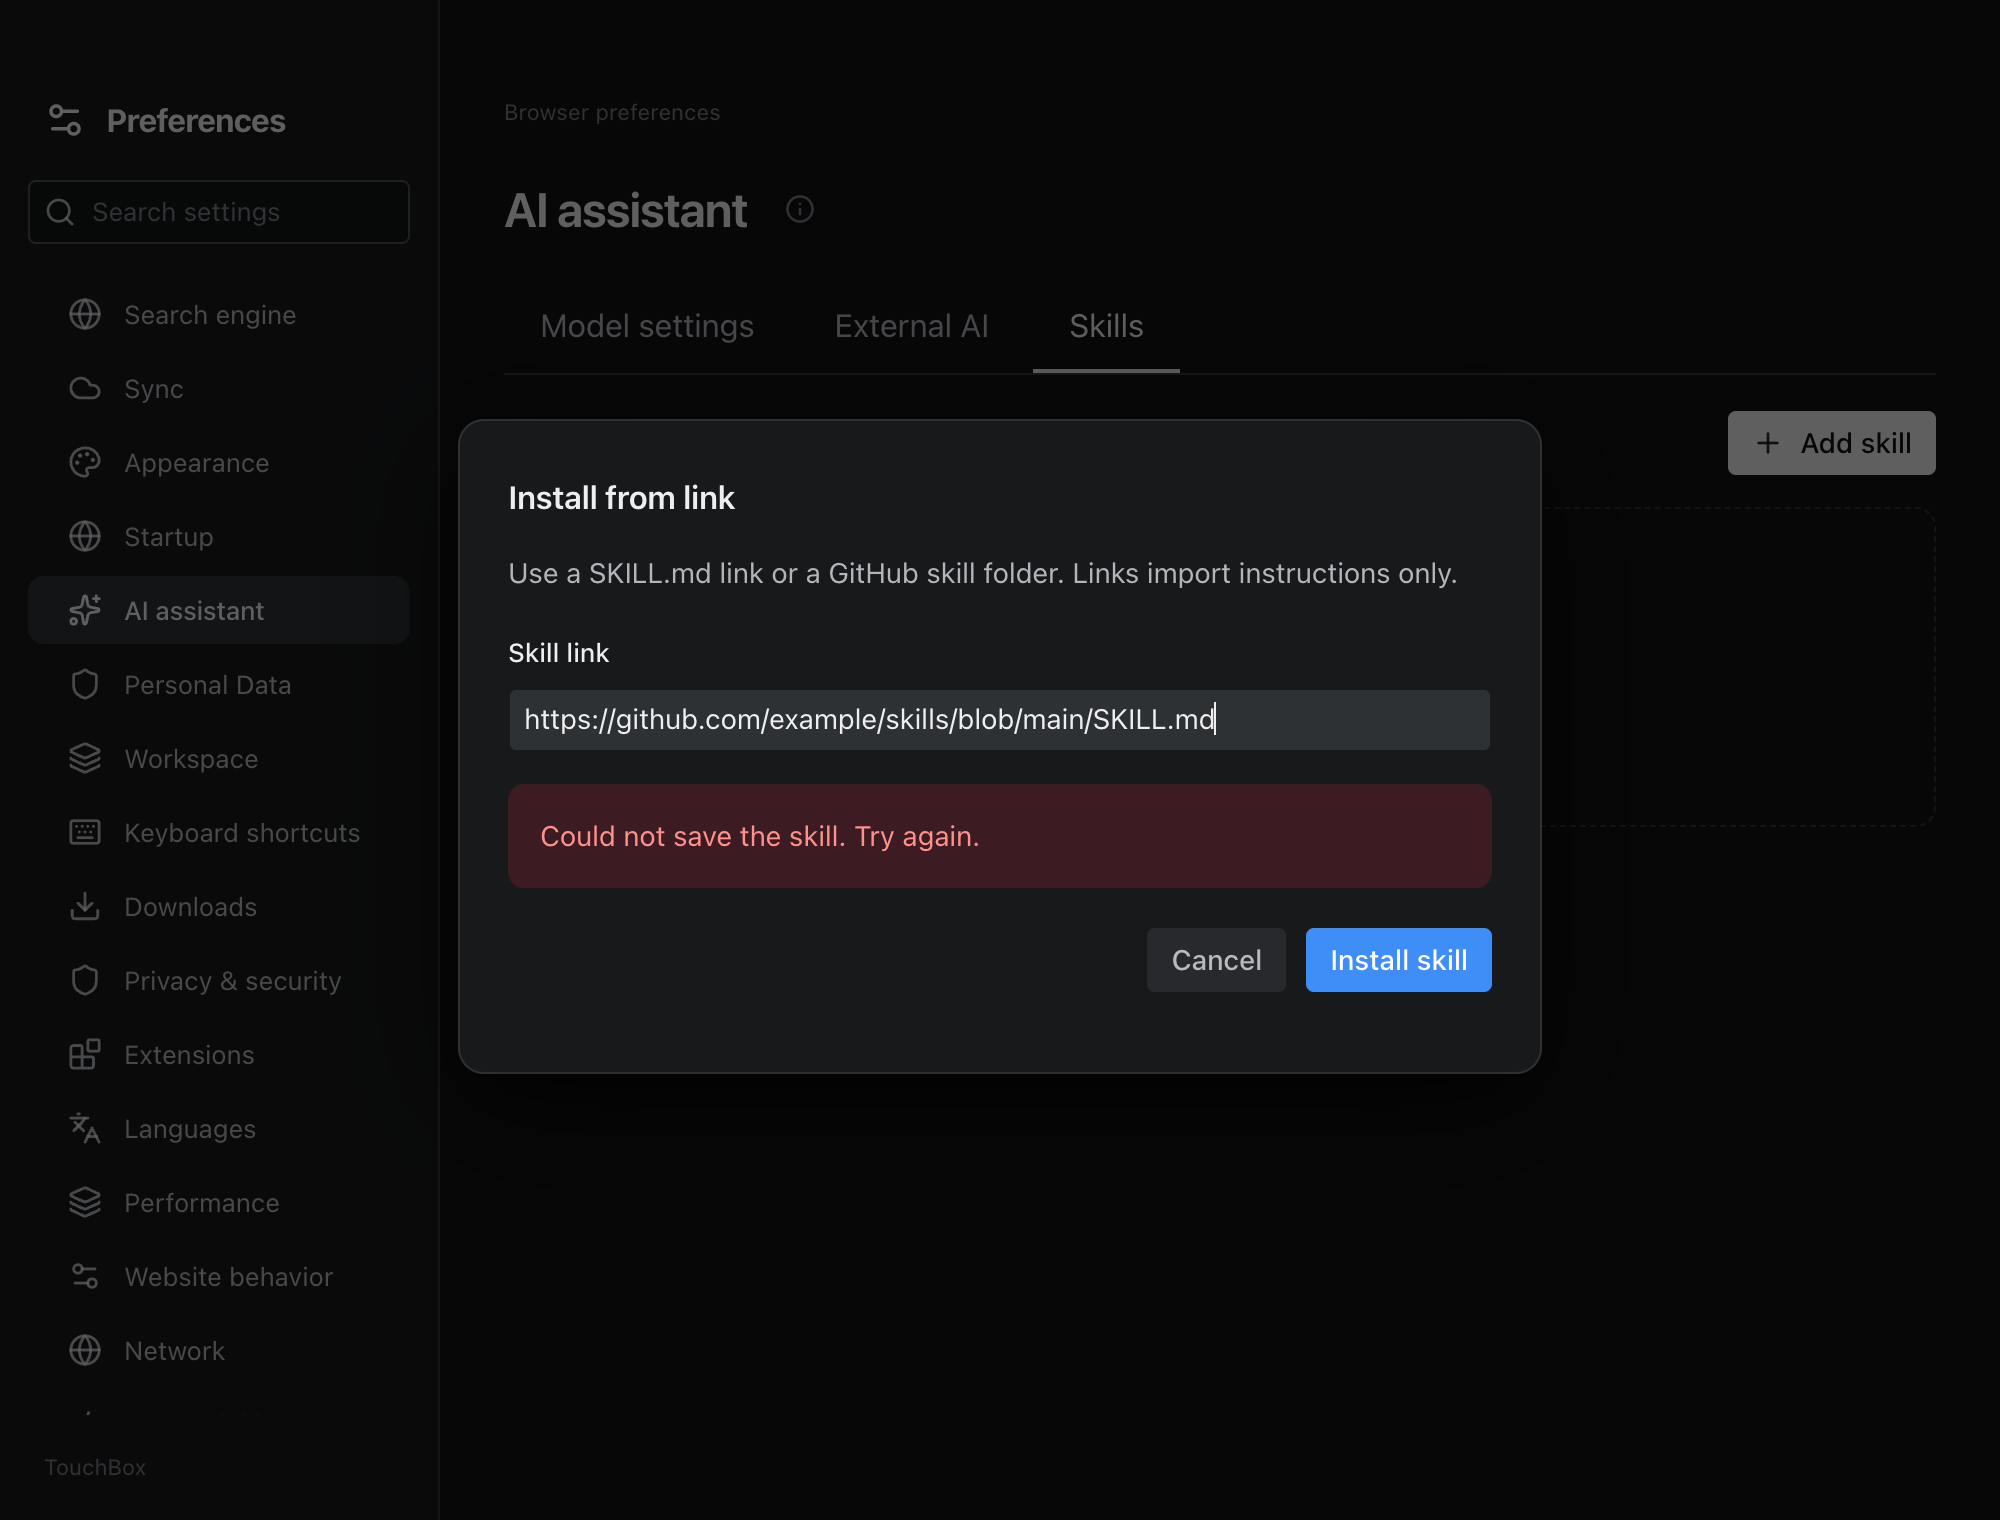 Preferences
Search settings
Search engine
Sync
Appearance
Startup
AI assistant
Personal Data
Workspace
Keyboard shortcuts
Downloads
Privacy & security
Extensions
Languages
Performance
Website behavior
Network
TouchBox
Browser preferences
AI assistant
Model settings
External AI
Skills
Add skill
Install from link
Use a SKILL.md link or a GitHub skill folder. Links import instructions only.
Skill link
https://github.com/example/skills/blob/main/SKILL.md
Could not save the skill. Try again.
Cancel
Install skill